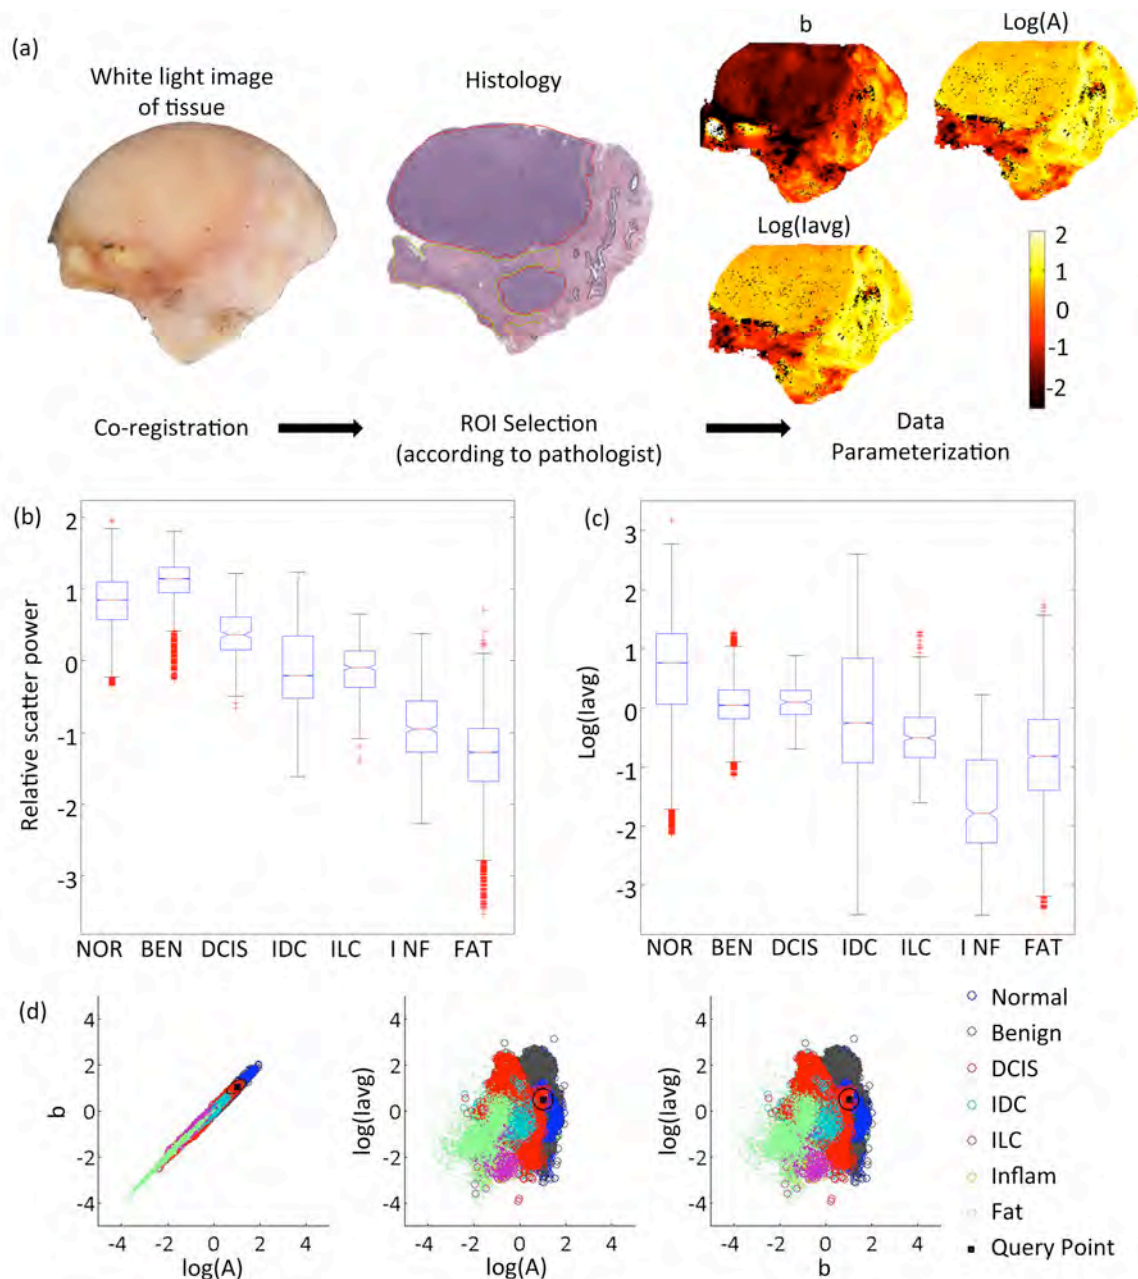 (a)
White light image
of tissue
Histology
b
Log(A)
Log(Iavg)
2
1
0
-1
-2
Co-registration
ROI Selection
(according to pathologist)
Data
Parameterization
(b)
Relative scatter power
2
1
0
-1
-2
-3
NOR BEN DCIS IDC ILC I NF FAT
(c)
Log(Iavg)
3
2
1
0
-1
-2
-3
NOR BEN DCIS IDC ILC I NF FAT
(d)
b
4
2
0
-2
-4
-4 -2 0 2 4
log(A)
log(Iavg)
4
2
0
-2
-4
-4 -2 0 2 4
log(A)
log(Iavg)
4
2
0
-2
-4
-4 -2 0 2 4
b
Normal
Benign
DCIS
IDC
ILC
Inflam
Fat
Query Point